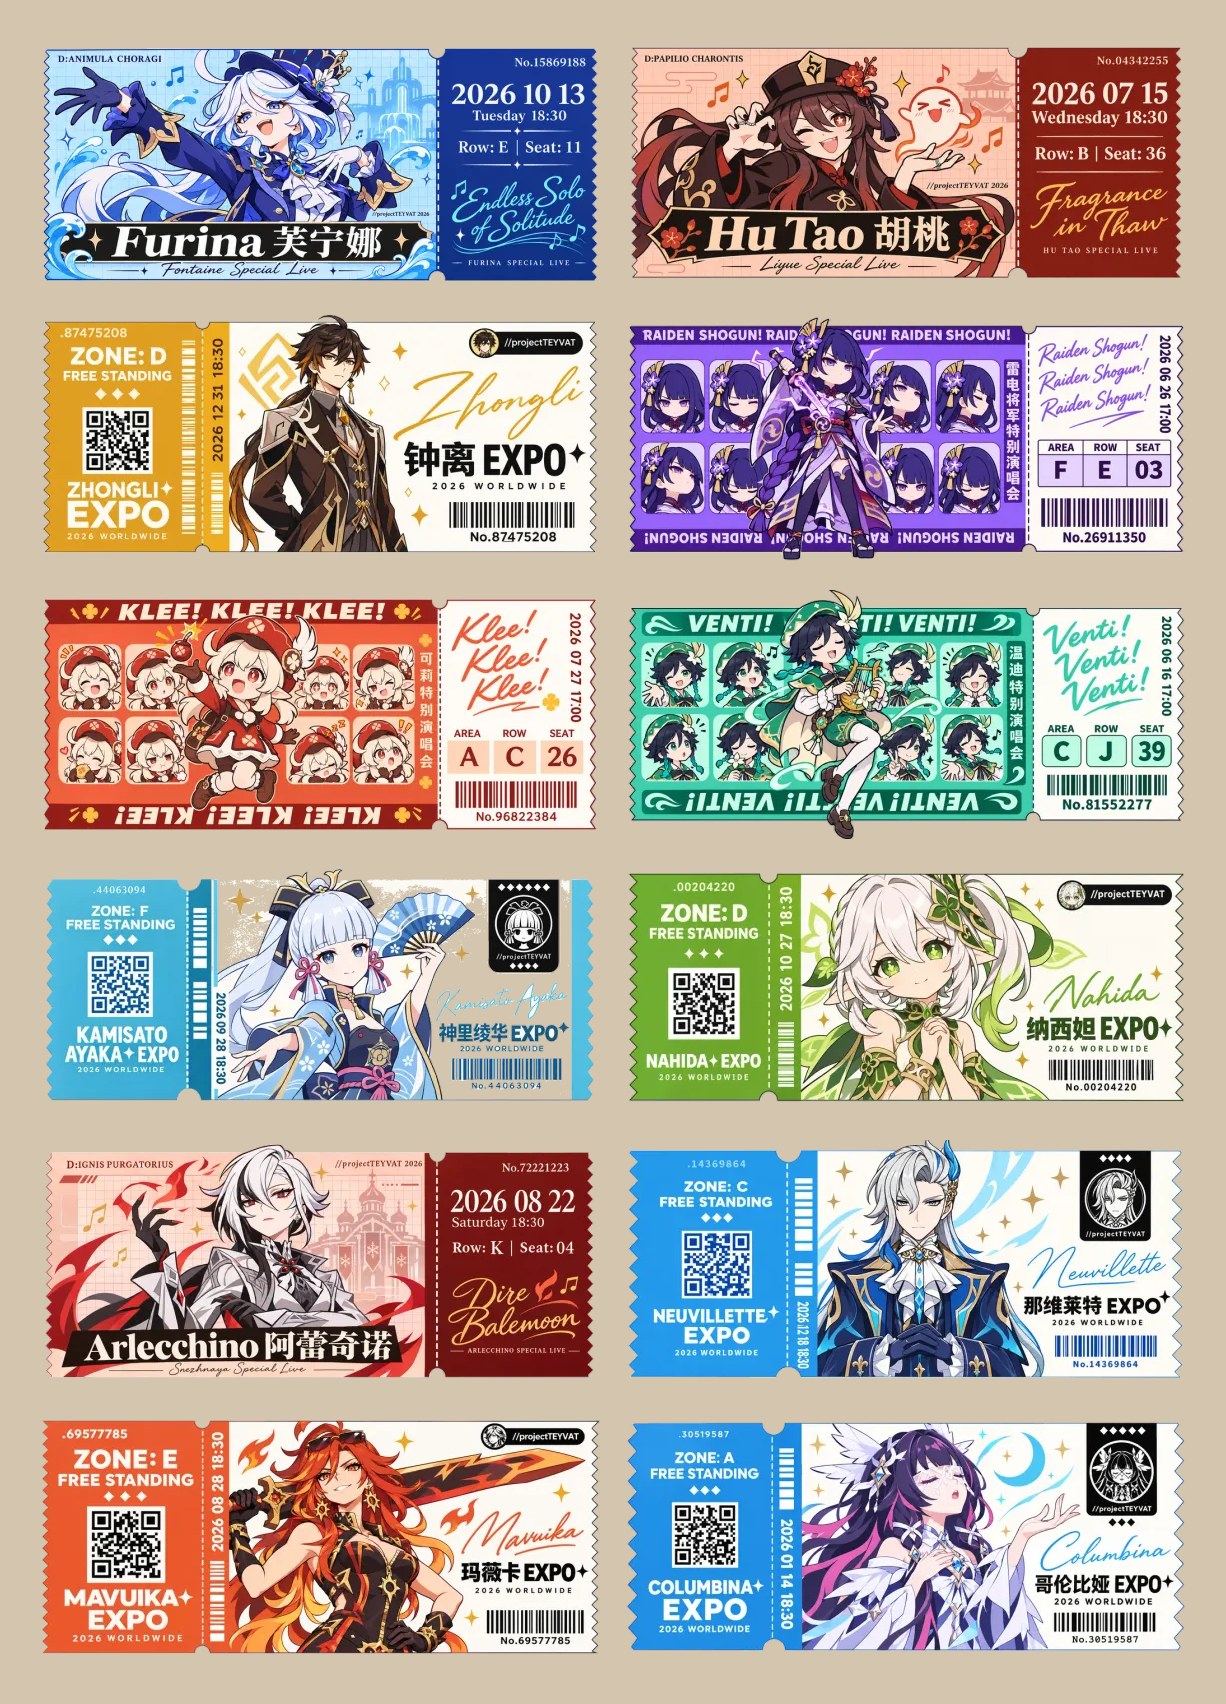 D:ANIMULA CHORAGI
//projectTEYVAT 2026
Furina 芙宁娜
Fontaine Special Live
No.15869188
2026 10 13
Tuesday 18:30
Row: E | Seat: 11
Endless Solo
of Solitude
FURINA SPECIAL LIVE
D:PAPILIO CHARONTIS
//projectTEYVAT 2026
Hu Tao 胡桃
Liyue Special Live
No.04342255
2026 07 15
Wednesday 18:30
Row: B | Seat: 36
Fragrance
in Thaw
HU TAO SPECIAL LIVE
.87475208
ZONE: D
FREE STANDING
ZHONGLI
EXPO
2026 WORLDWIDE
2026 12 31 18:30
//projectTEYVAT
Zhongli
钟离 EXPO
2026 WORLDWIDE
No.87475208
RAIDEN SHOGUN! RAID OGUN! RAIDEN SHOGUN!
雷电将军特别演唱会
RAIDEN SHOGUN! RAIDEN SHOGUN! RAIDEN SHOGUN!
Raiden Shogun!
Raiden Shogun!
Raiden Shogun!
2026 06 26 17:00
AREA ROW SEAT
F E 03
No.26911350
KLEE! KLEE! KLEE!
可莉特别演唱会
KLEE! KLEE! KLEE! KLEE!
Klee!
Klee!
Klee!
2026 07 27 17:00
AREA ROW SEAT
A C 26
No.96822384
VENTI! TI! VENTI!
温迪特别演唱会
VENTI! VENTI! VENTI!
Venti!
Venti!
Venti!
2026 06 16 17:00
AREA ROW SEAT
C J 39
No.81552277
.44063094
ZONE: F
FREE STANDING
KAMISATO
AYAKA EXPO
2026 WORLDWIDE
2026 09 28 18:30
//projectTEYVAT
Kamisato Ayaka
神里绫华 EXPO
2026 WORLDWIDE
No.44063094
.00204220
ZONE: D
FREE STANDING
NAHIDA EXPO
2026 WORLDWIDE
2026 10 27 18:30
//projectTEYVAT
Nahida
纳西妲 EXPO
2026 WORLDWIDE
No.00204220
D:IGNIS PURGATORIUS
//projectTEYVAT 2026
Arlecchino 阿蕾奇诺
Snezhnaya Special Live
No.72221223
2026 08 22
Saturday 18:30
Row: K | Seat: 04
Dire
Balemoon
ARLECCHINO SPECIAL LIVE
.14369864
ZONE: C
FREE STANDING
NEUVILLETTE
EXPO
2026 WORLDWIDE
2026 12 18 18:30
//projectTEYVAT
Neuvillette
那维莱特 EXPO
2026 WORLDWIDE
No.14369864
.69577785
ZONE: E
FREE STANDING
MAVUIKA
EXPO
2026 WORLDWIDE
2026 08 28 18:30
//projectTEYVAT
Mavuika
玛薇卡 EXPO
2026 WORLDWIDE
No.69577785
.30519587
ZONE: A
FREE STANDING
COLUMBINA
EXPO
2026 WORLDWIDE
2026 01 14 18:30
//projectTEYVAT
Columbina
哥伦比娅 EXPO
2026 WORLDWIDE
No.30519587